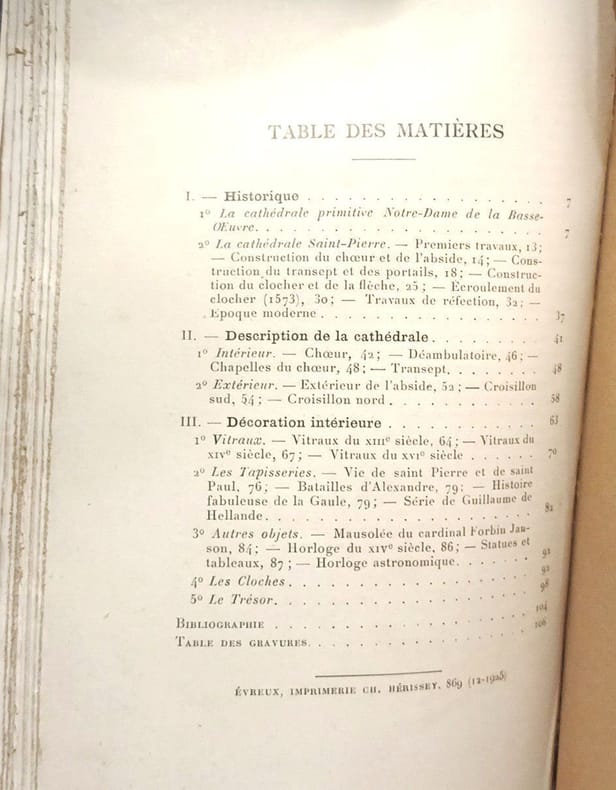 TABLE DES MATIÈRES
I. — Historique . . . . . . . . . . . . . . . . . . 7
1° La cathédrale primitive Notre-Dame de la Basse-
Œuvre. . . . . . . . . . . . . . . . . . . . . . 7
2° La cathédrale Saint-Pierre. — Premiers travaux, 13;
— Construction du chœur et de l'abside, 14; — Cons-
truction du transept et des portails, 18; — Construc-
tion du clocher et de la flèche, 25; — Écroulement du
clocher (1573), 30; — Travaux de réfection, 32; —
Époque moderne . . . . . . . . . . . . . . . . . 37
II. — Description de la cathédrale. . . . . . . . . 41
1° Intérieur. — Chœur, 42; — Déambulatoire, 46; —
Chapelles du chœur, 48; — Transept. . . . . . . 48
2° Extérieur. — Extérieur de l'abside, 52; — Croisillon
sud, 54; — Croisillon nord . . . . . . . . . . . 58
III. — Décoration intérieure . . . . . . . . . . . 63
1° Vitraux. — Vitraux du XIIIe siècle, 64; — Vitraux du
XIVe siècle, 67; — Vitraux du XVIe siècle . . . . . 70
2° Les Tapisseries. — Vie de saint Pierre et de saint
Paul, 76; — Batailles d'Alexandre, 79; — Histoire
fabuleuse de la Gaule, 79; — Série de Guillaume de
Hellande. . . . . . . . . . . . . . . . . . . . . 82
3° Autres objets. — Mausolée du cardinal Forbin Jan-
son, 84; — Horloge du XIVe siècle, 86; — Statues et
tableaux, 87; — Horloge astronomique. . . . . . . 92
4° Les Cloches . . . . . . . . . . . . . . . . . . 92
5° Le Trésor. . . . . . . . . . . . . . . . . . . . 98
BIBLIOGRAPHIE . . . . . . . . . . . . . . . . . . . 104
TABLE DES GRAVURES. . . . . . . . . . . . . . . . . 106
ÉVREUX, IMPRIMERIE CH. HÉRISSEY. 869 (12-1925)